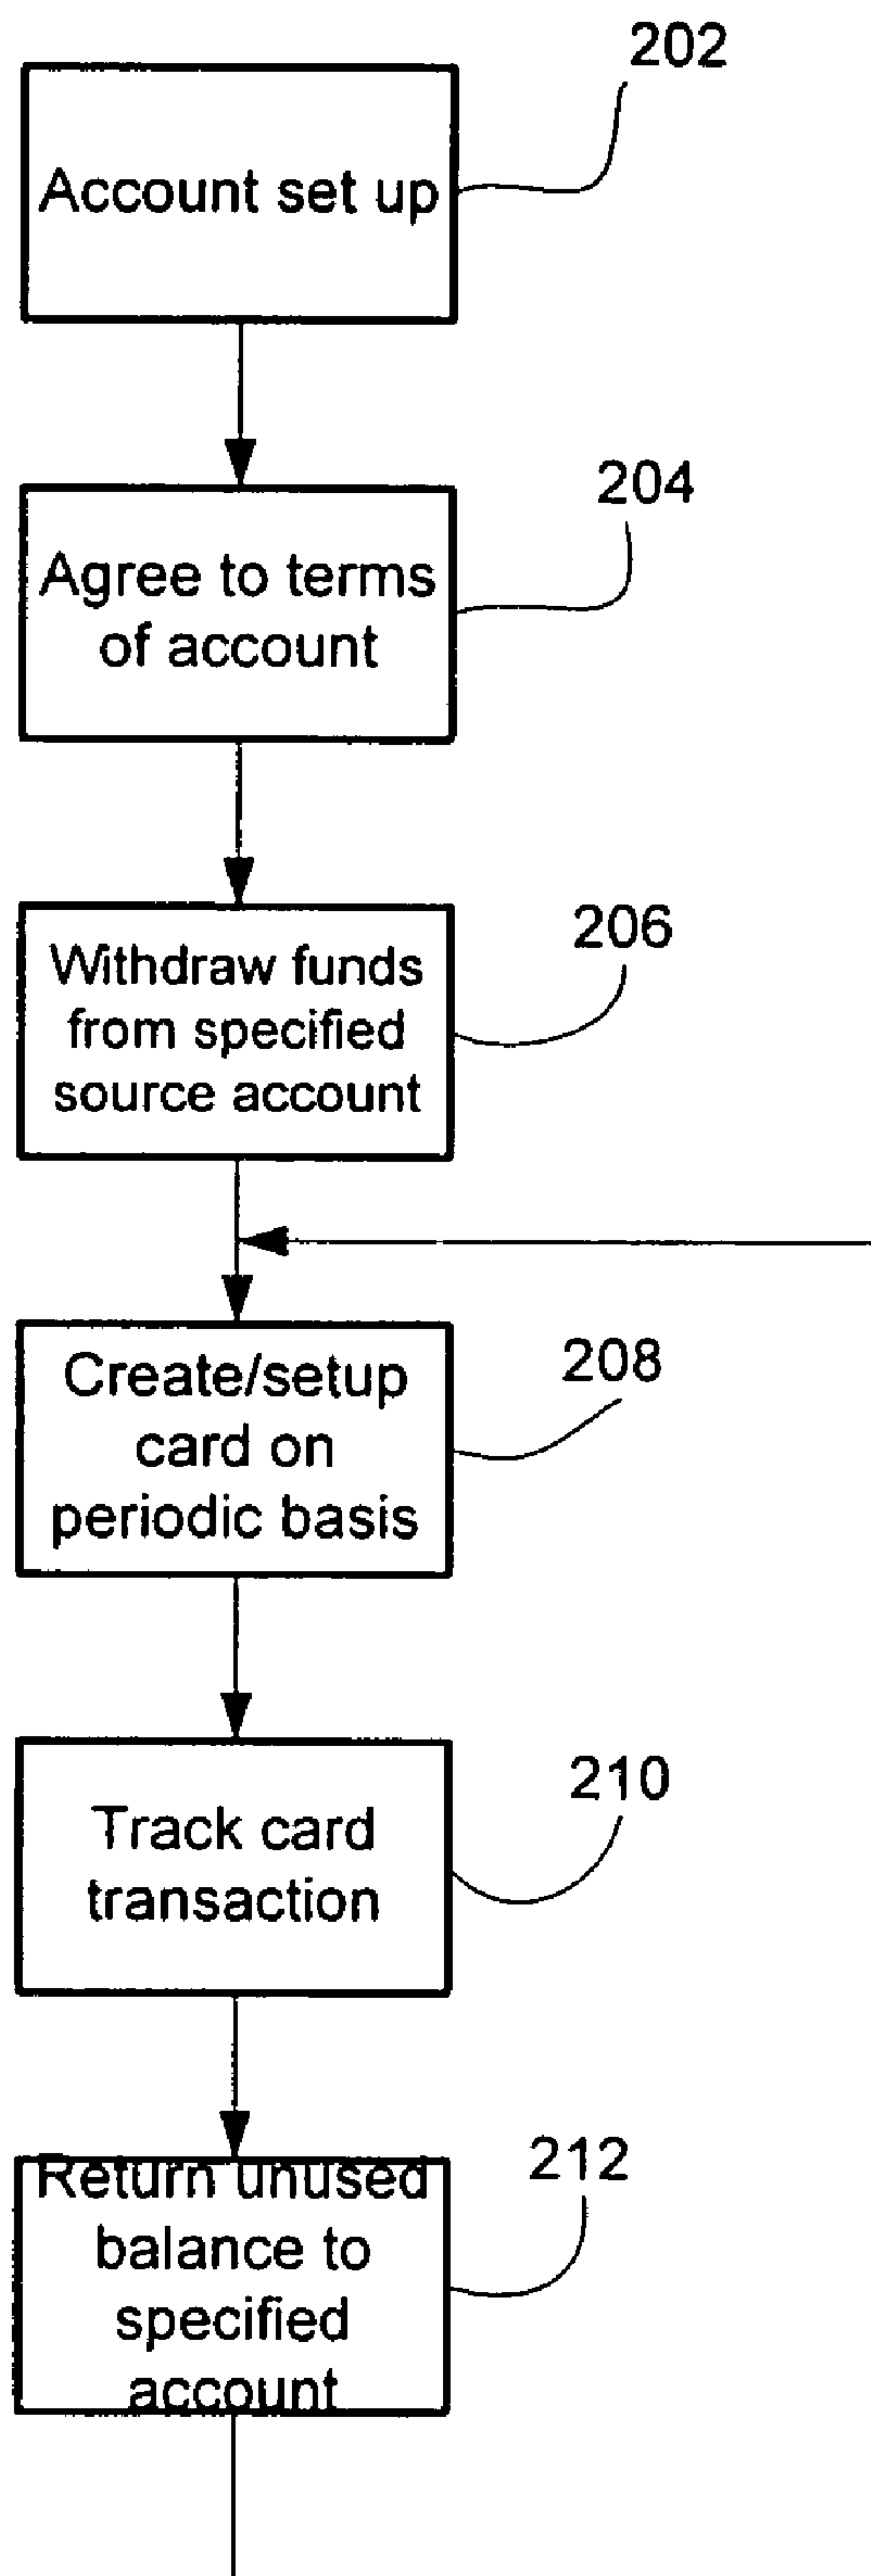 202
Account set up
204
Agree to terms
of account
206
Withdraw funds
from specified
source account
208
Create/setup
card on
periodic basis
210
Track card
transaction
212
Return unused
balance to
specified
account